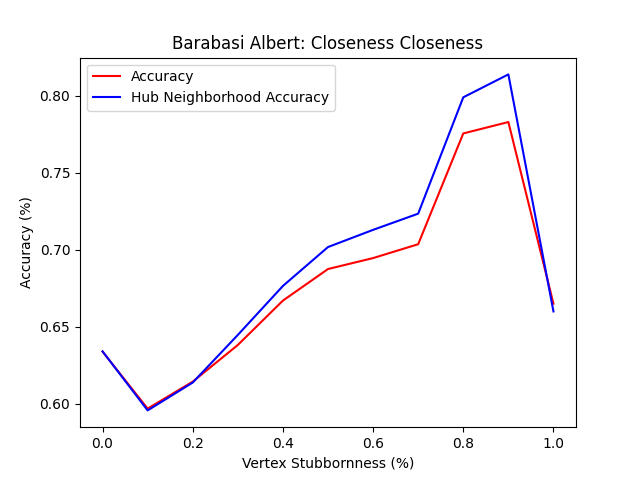 Barabasi Albert: Closeness Closeness
Accuracy
Hub Neighborhood Accuracy
Accuracy (%)
0.80
0.75
0.70
0.65
0.60
0.0 0.2 0.4 0.6 0.8 1.0
Vertex Stubbornness (%)